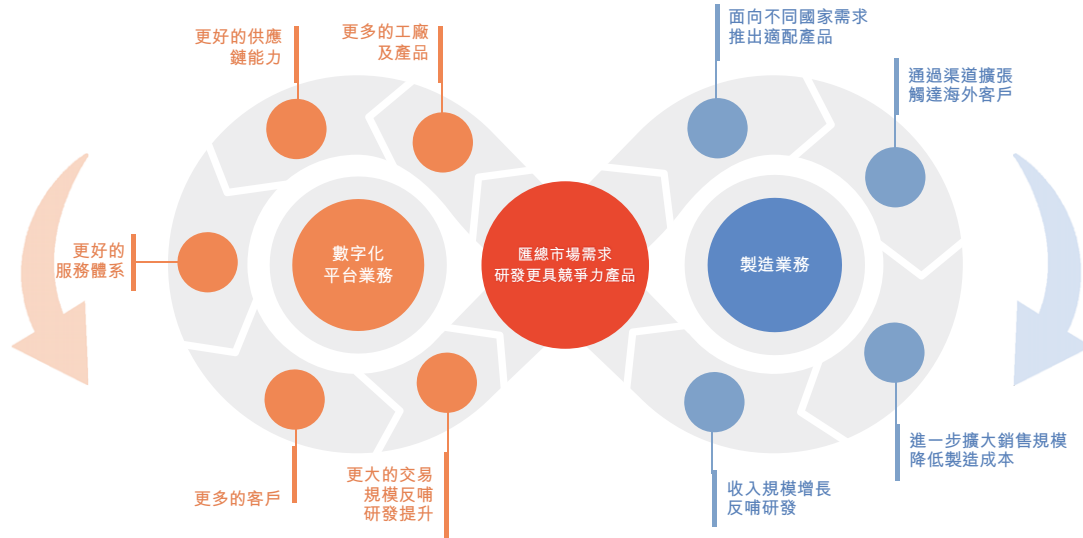 更好的供應
鏈能力
更多的工廠
及產品
面向不同國家需求
推出適配產品
通過渠道擴張
觸達海外客戶
更好的
服務體系
數字化
平台業務
匯總市場需求
研發更具競爭力產品
製造業務
更多的客戶
更大的交易
規模反哺
研發提升
收入規模增長
反哺研發
進一步擴大銷售規模
降低製造成本